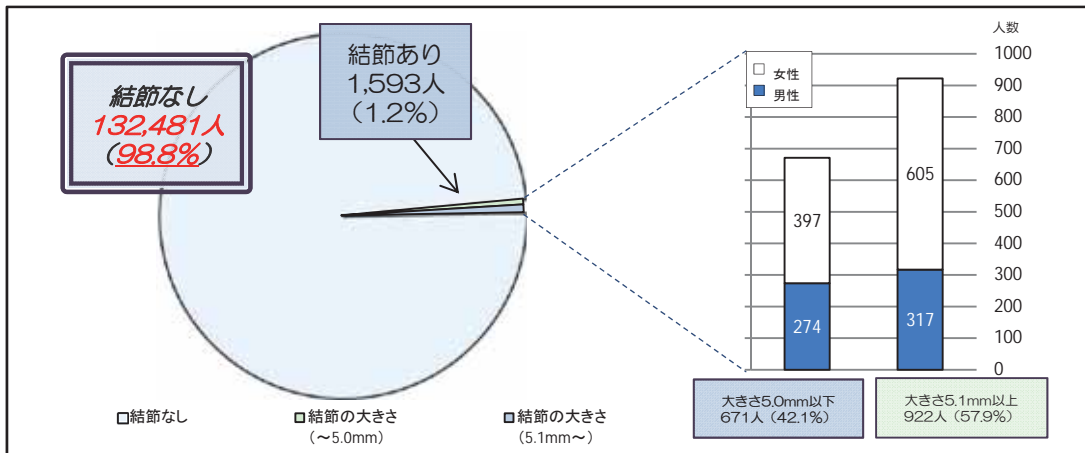 結節なし
132,481人
(98.8%)
結節あり
1,593人
(1.2%)
人数
女性
男性
1000
900
800
700
600
500
400
300
200
100
0
397
274
605
317
大きさ5.0mm以下
671人 (42.1%)
大きさ5.1mm以上
922人 (57.9%)
結節なし
結節の大きさ
(～5.0mm)
結節の大きさ
(5.1mm～)